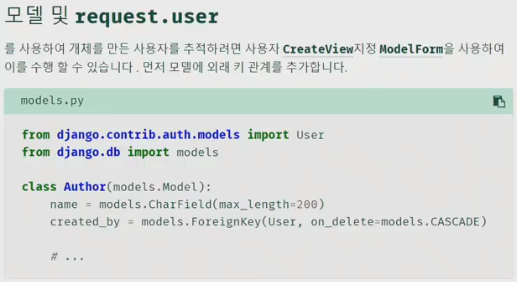 모델 및 request.user
를 사용하여 개체를 만든 사용자를 추적하려면 사용자 CreateView지정 ModelForm을 사용하여
이를 수행 할 수 있습니다 . 먼저 모델에 외래 키 관계를 추가합니다.
models.py
from django.contrib.auth.models import User
from django.db import models
class Author(models.Model):
    name = models.CharField(max_length=200)
    created_by = models.ForeignKey(User, on_delete=models.CASCADE)
    # ...